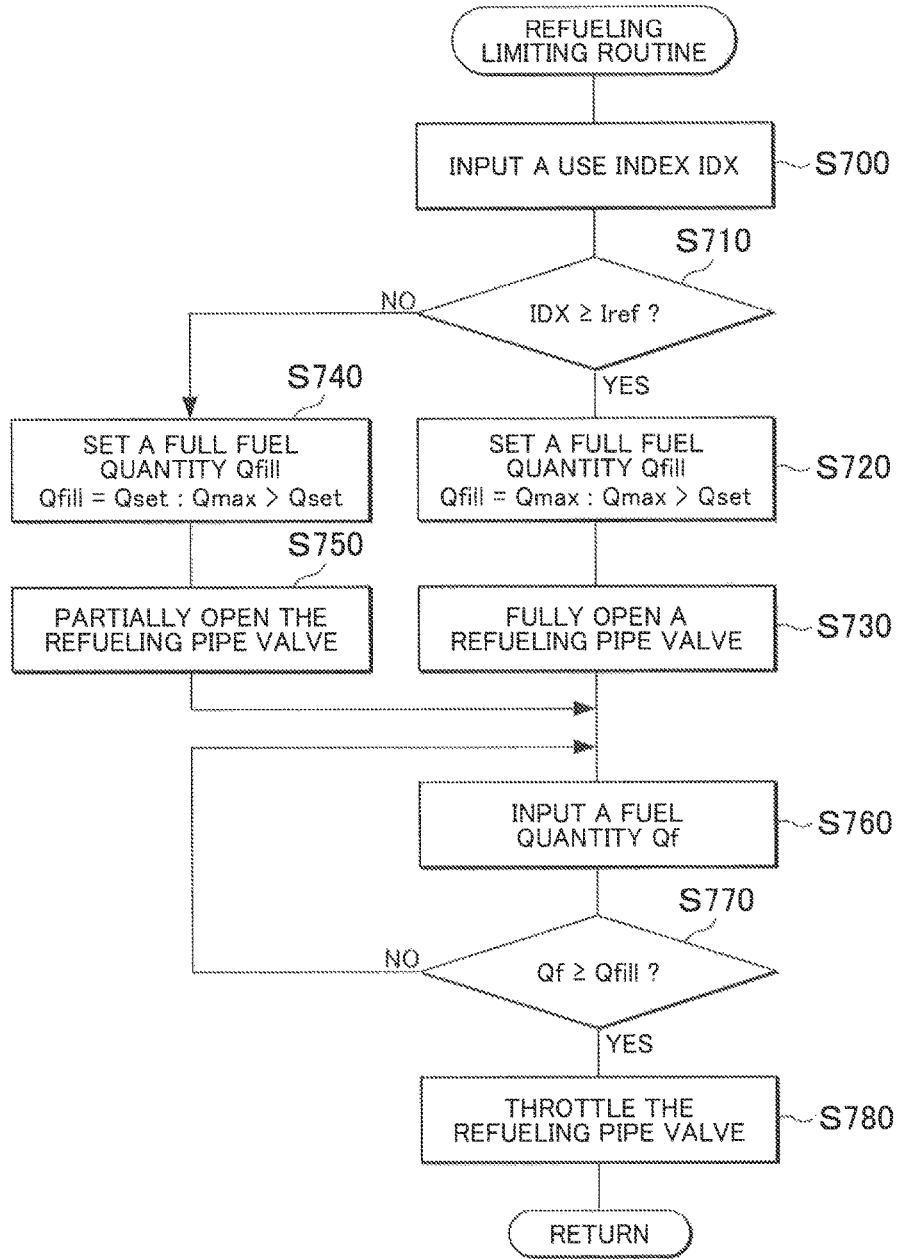 REFUELING
LIMITING ROUTINE
INPUT A USE INDEX IDX
S700
S710
IDX ≥ Iref ?
NO
YES
S740
SET A FULL FUEL
QUANTITY Qfill
Qfill = Qset : Qmax > Qset
SET A FULL FUEL
QUANTITY Qfill
Qfill = Qmax : Qmax > Qset
S720
S750
PARTIALLY OPEN THE
REFUELING PIPE VALVE
FULLY OPEN A
REFUELING PIPE VALVE
S730
INPUT A FUEL
QUANTITY Qf
S760
S770
Qf ≥ Qfill ?
NO
YES
THROTTLE THE
REFUELING PIPE VALVE
S780
RETURN